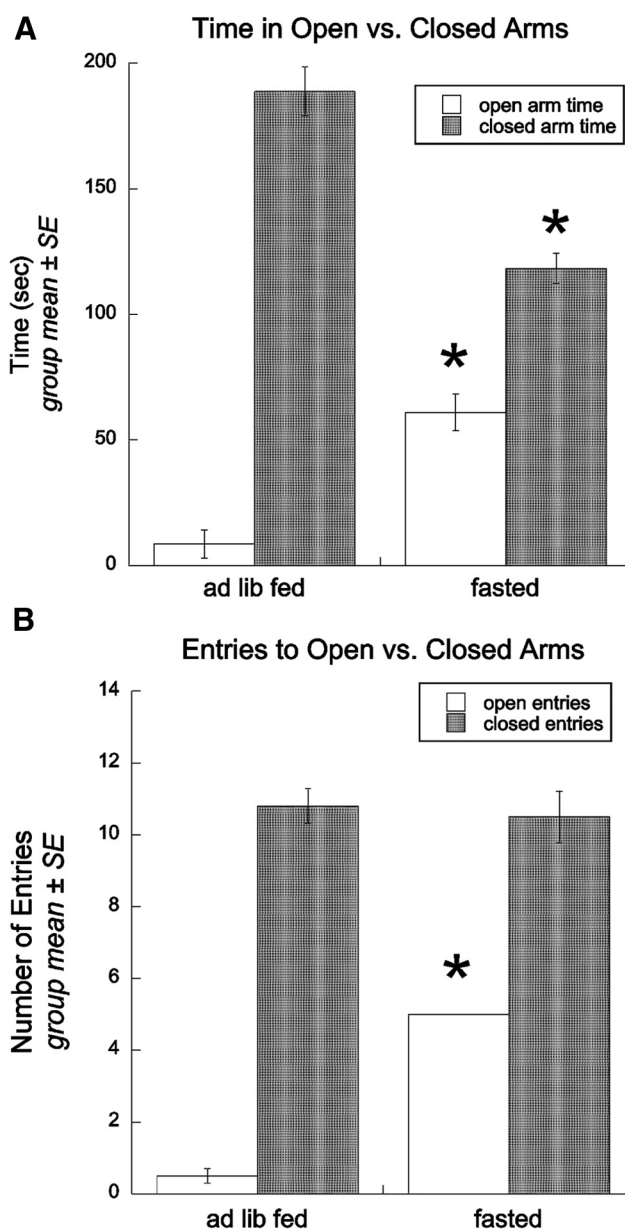 A
Time in Open vs. Closed Arms
200
150
100
50
0
Time (sec)
group mean ± SE
open arm time
closed arm time
*
*
ad lib fed
fasted
B
Entries to Open vs. Closed Arms
14
12
10
8
6
4
2
0
Number of Entries
group mean ± SE
open entries
closed entries
*
ad lib fed
fasted